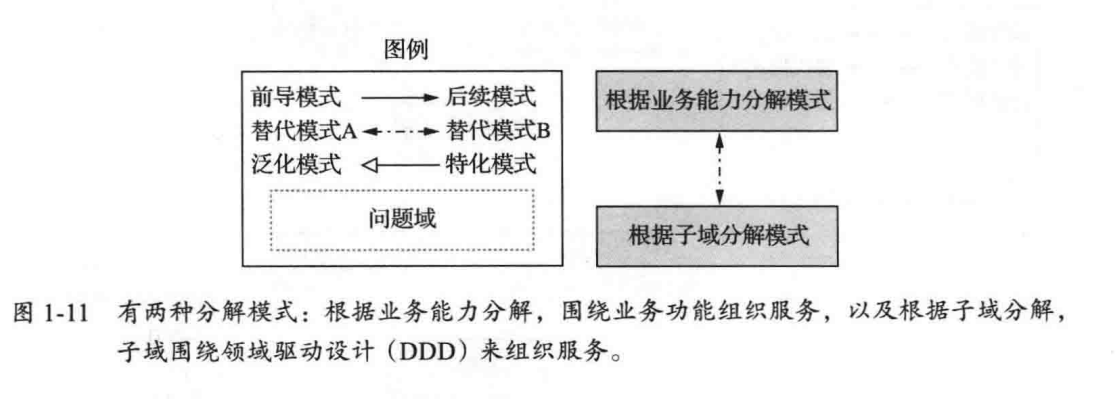 图例
前导模式 后续模式
替代模式A 替代模式B
泛化模式 特化模式
问题域
根据业务能力分解模式
根据子域分解模式
图 1-11 有两种分解模式：根据业务能力分解，围绕业务功能组织服务，以及根据子域分解，
子域围绕领域驱动设计（DDD）来组织服务。